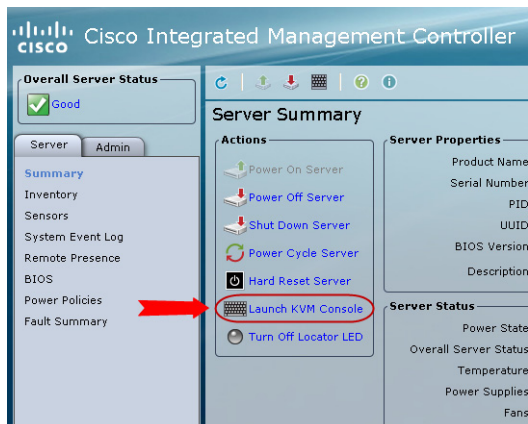 CISCO
Cisco Integrated Management Controller
Overall Server Status
Good
Server
Admin
Summary
Inventory
Sensors
System Event Log
Remote Presence
BIOS
Power Policies
Fault Summary
Server Summary
Actions
Power On Server
Power Off Server
Shut Down Server
Power Cycle Server
Hard Reset Server
Launch KVM Console
Turn Off Locator LED
Server Properties
Product Name
Serial Number
PID
UUID
BIOS Version
Description
Server Status
Power State
Overall Server Status
Temperature
Power Supplies
Fans